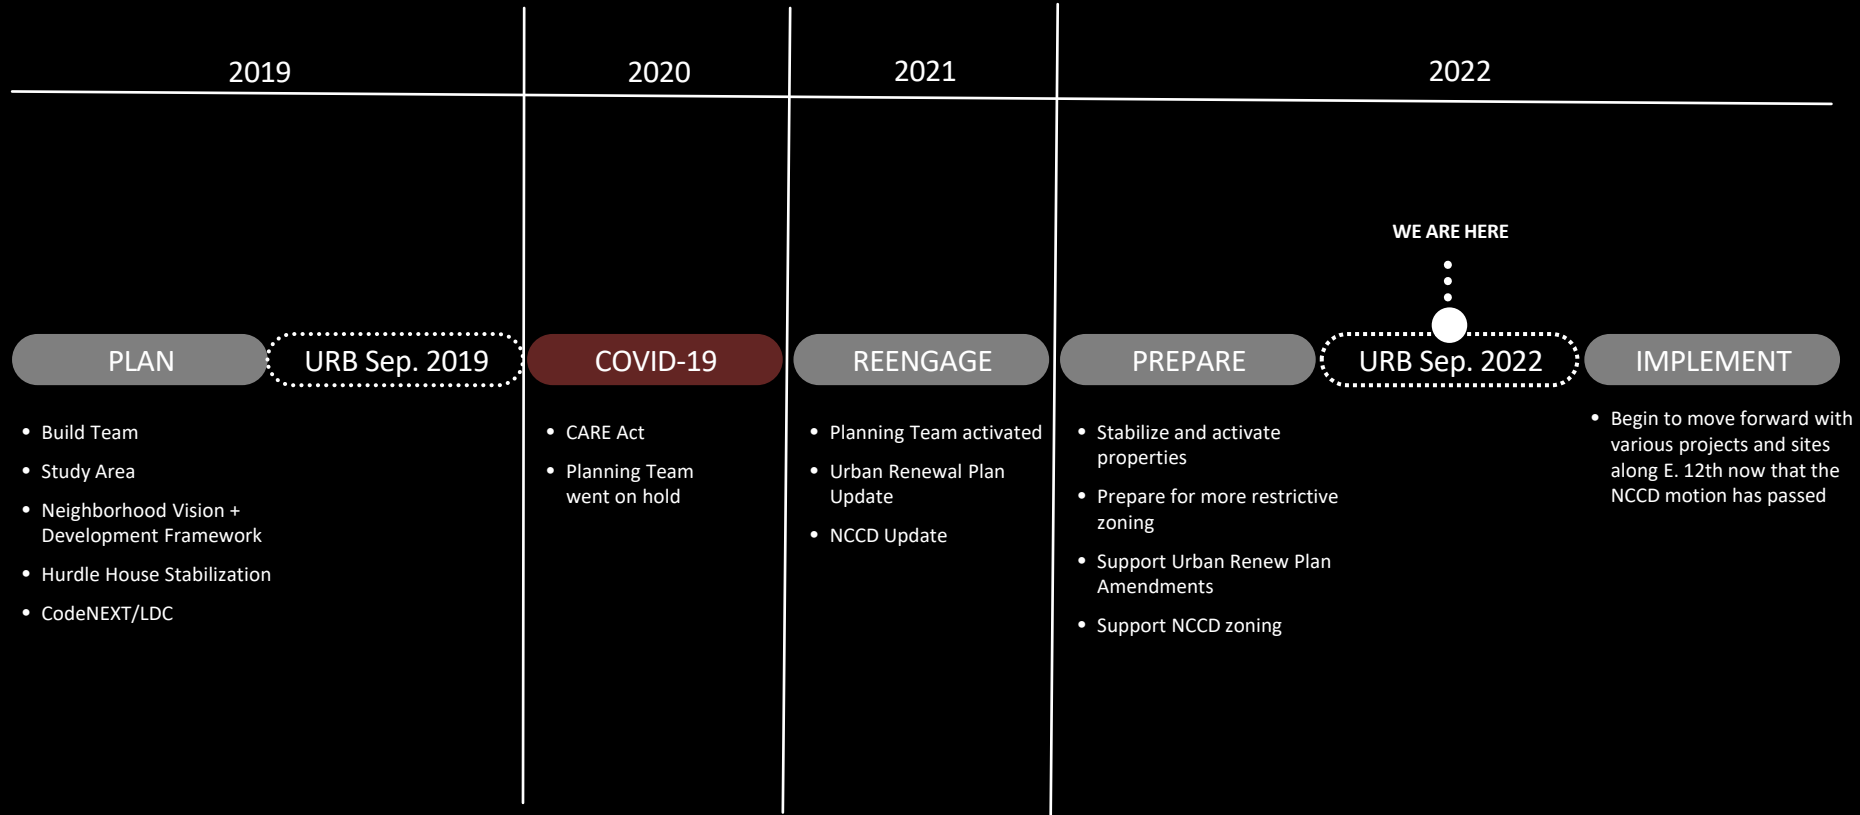 2019
2020
2021
2022
WE ARE HERE
PLAN
URB Sep. 2019
COVID-19
REENGAGE
PREPARE
URB Sep. 2022
IMPLEMENT
• Build Team
• Study Area
• Neighborhood Vision +
Development Framework
• Hurdle House Stabilization
• CodeNEXT/LDC
• CARE Act
• Planning Team
went on hold
• Planning Team activated
• Urban Renewal Plan
Update
• NCCD Update
• Stabilize and activate
properties
• Prepare for more restrictive
zoning
• Support Urban Renew Plan
Amendments
• Support NCCD zoning
• Begin to move forward with
various projects and sites
along E. 12th now that the
NCCD motion has passed